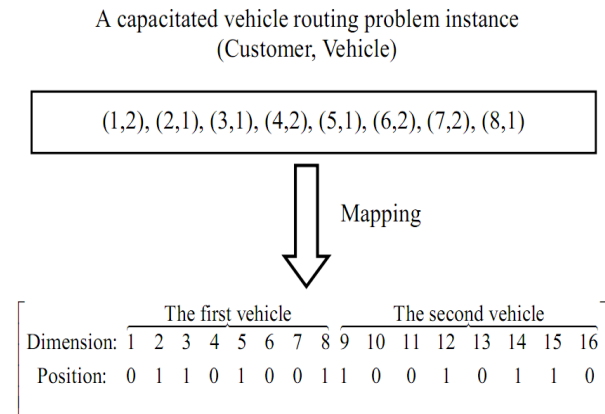 A capacitated vehicle routing problem instance
(Customer, Vehicle)
(1,2), (2,1), (3,1), (4,2), (5,1), (6,2), (7,2), (8,1)
Mapping
The first vehicle The second vehicle
Dimension: 1 2 3 4 5 6 7 8 9 10 11 12 13 14 15 16
Position: 0 1 1 0 1 0 0 1 1 0 0 1 0 1 1 0